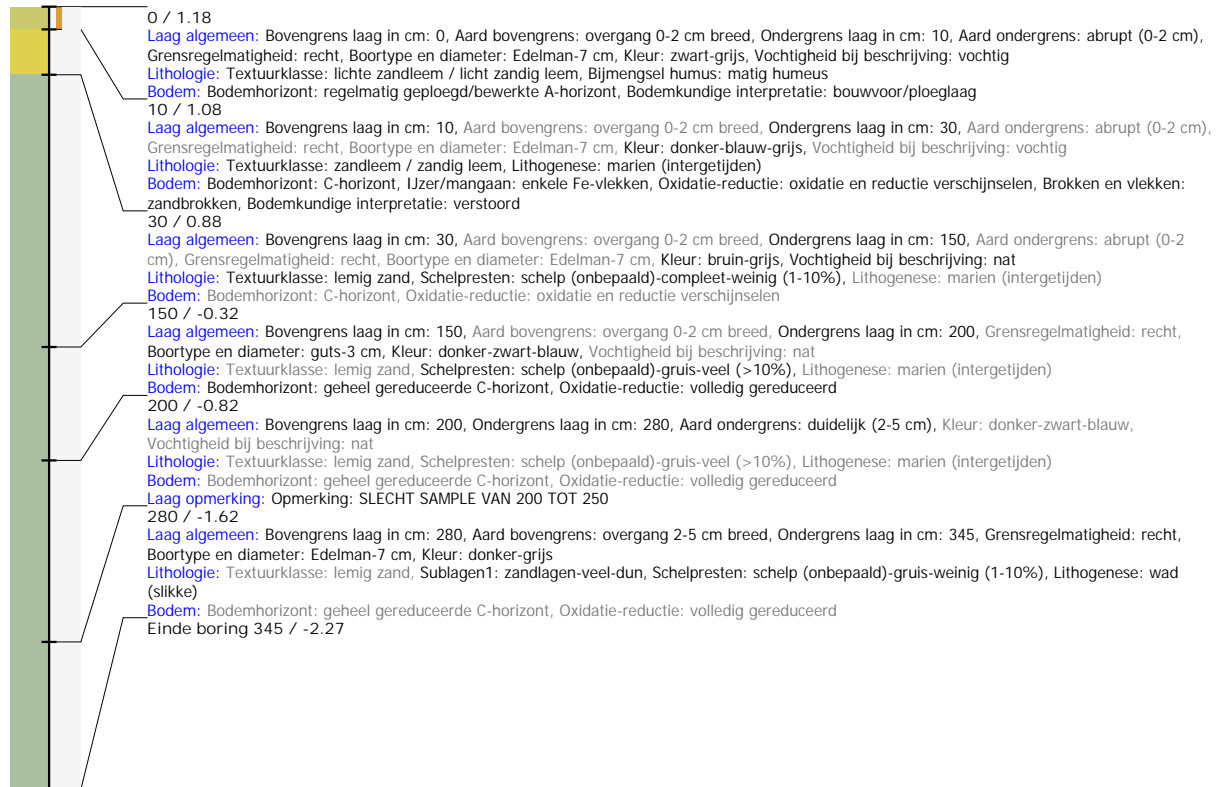 0 / 1.18
Laag algemeen: Bovengrens laag in cm: 0, Aard bovengrens: overgang 0-2 cm breed, Ondergrens laag in cm: 10, Aard ondergrens: abrupt (0-2 cm),
Grensregelmatigheid: recht, Boortype en diameter: Edelman-7 cm, Kleur: zwart-grijs, Vochtigheid bij beschrijving: vochtig
Lithologie: Textuurklasse: lichte zandleem / licht zandig leem, Bijmengsel humus: matig humeus
Bodem: Bodemhorizont: regelmatig geploegd/bewerkte A-horizont, Bodemkundige interpretatie: bouwvoor/ploeglaag
10 / 1.08
Laag algemeen: Bovengrens laag in cm: 10, Aard bovengrens: overgang 0-2 cm breed, Ondergrens laag in cm: 30, Aard ondergrens: abrupt (0-2 cm),
Grensregelmatigheid: recht, Boortype en diameter: Edelman-7 cm, Kleur: donker-blauw-grijs, Vochtigheid bij beschrijving: vochtig
Lithologie: Textuurklasse: zandleem / zandig leem, Lithogenese: marien (intergetijden)
Bodem: Bodemhorizont: C-horizont, IJzer/mangaan: enkele Fe-vlekken, Oxidatie-reductie: oxidatie en reductie verschijnselen, Brokken en vlekken:
zandbrokken, Bodemkundige interpretatie: verstoord
30 / 0.88
Laag algemeen: Bovengrens laag in cm: 30, Aard bovengrens: overgang 0-2 cm breed, Ondergrens laag in cm: 150, Aard ondergrens: abrupt (0-2
cm), Grensregelmatigheid: recht, Boortype en diameter: Edelman-7 cm, Kleur: bruin-grijs, Vochtigheid bij beschrijving: nat
Lithologie: Textuurklasse: lemig zand, Schelpresten: schelp (onbepaald)-compleet-weinig (1-10%), Lithogenese: marien (intergetijden)
Bodem: Bodemhorizont: C-horizont, Oxidatie-reductie: oxidatie en reductie verschijnselen
150 / -0.32
Laag algemeen: Bovengrens laag in cm: 150, Aard bovengrens: overgang 0-2 cm breed, Ondergrens laag in cm: 200, Grensregelmatigheid: recht,
Boortype en diameter: guts-3 cm, Kleur: donker-zwart-blauw, Vochtigheid bij beschrijving: nat
Lithologie: Textuurklasse: lemig zand, Schelpresten: schelp (onbepaald)-gruis-veel (>10%), Lithogenese: marien (intergetijden)
Bodem: Bodemhorizont: geheel gereduceerde C-horizont, Oxidatie-reductie: volledig gereduceerd
200 / -0.82
Laag algemeen: Bovengrens laag in cm: 200, Ondergrens laag in cm: 280, Aard ondergrens: duidelijk (2-5 cm), Kleur: donker-zwart-blauw,
Vochtigheid bij beschrijving: nat
Lithologie: Textuurklasse: lemig zand, Schelpresten: schelp (onbepaald)-gruis-veel (>10%), Lithogenese: marien (intergetijden)
Bodem: Bodemhorizont: geheel gereduceerde C-horizont, Oxidatie-reductie: volledig gereduceerd
Laag opmerking: Opmerking: SLECHT SAMPLE VAN 200 TOT 250
280 / -1.62
Laag algemeen: Bovengrens laag in cm: 280, Aard bovengrens: overgang 2-5 cm breed, Ondergrens laag in cm: 345, Grensregelmatigheid: recht,
Boortype en diameter: Edelman-7 cm, Kleur: donker-grijs
Lithologie: Textuurklasse: lemig zand, Sublagen1: zandlagen-veel-dun, Schelpresten: schelp (onbepaald)-gruis-weinig (1-10%), Lithogenese: wad
(slikke)
Bodem: Bodemhorizont: geheel gereduceerde C-horizont, Oxidatie-reductie: volledig gereduceerd
Einde boring 345 / -2.27